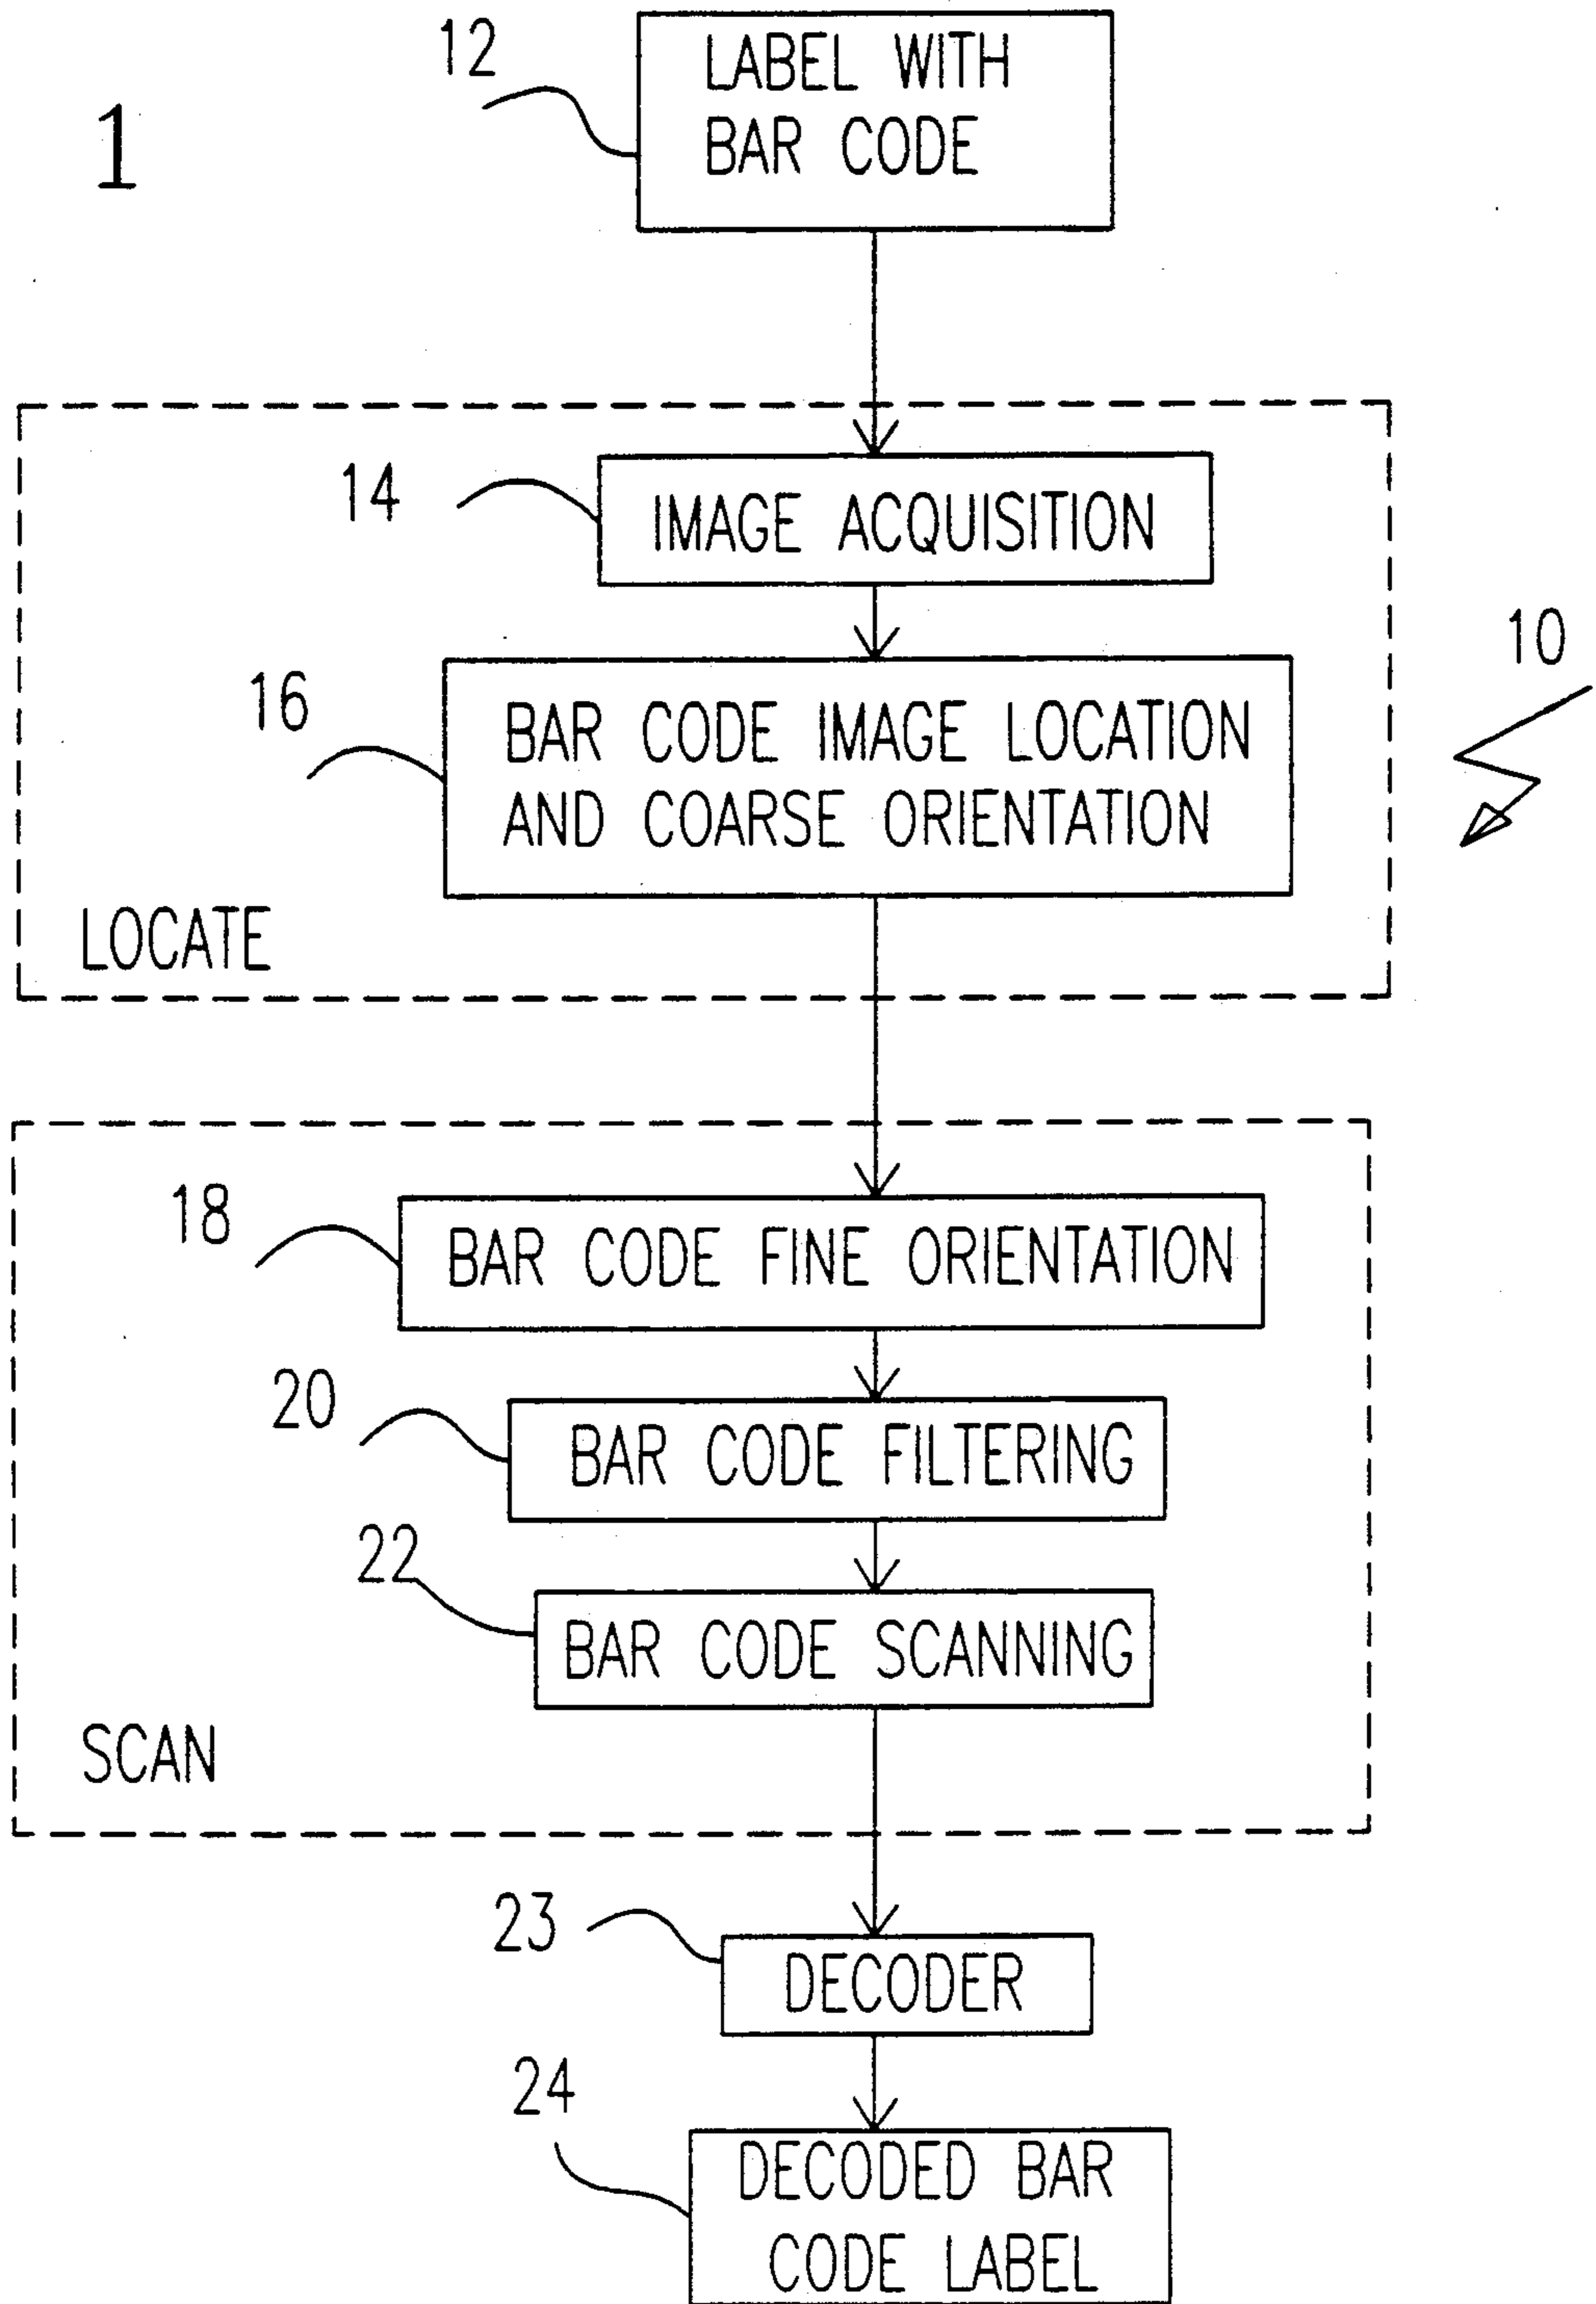 12
LABEL WITH
BAR CODE
1
14
IMAGE ACQUISITION
10
16
BAR CODE IMAGE LOCATION
AND COARSE ORIENTATION
LOCATE
18
BAR CODE FINE ORIENTATION
20
BAR CODE FILTERING
22
BAR CODE SCANNING
SCAN
23
DECODER
24
DECODED BAR
CODE LABEL